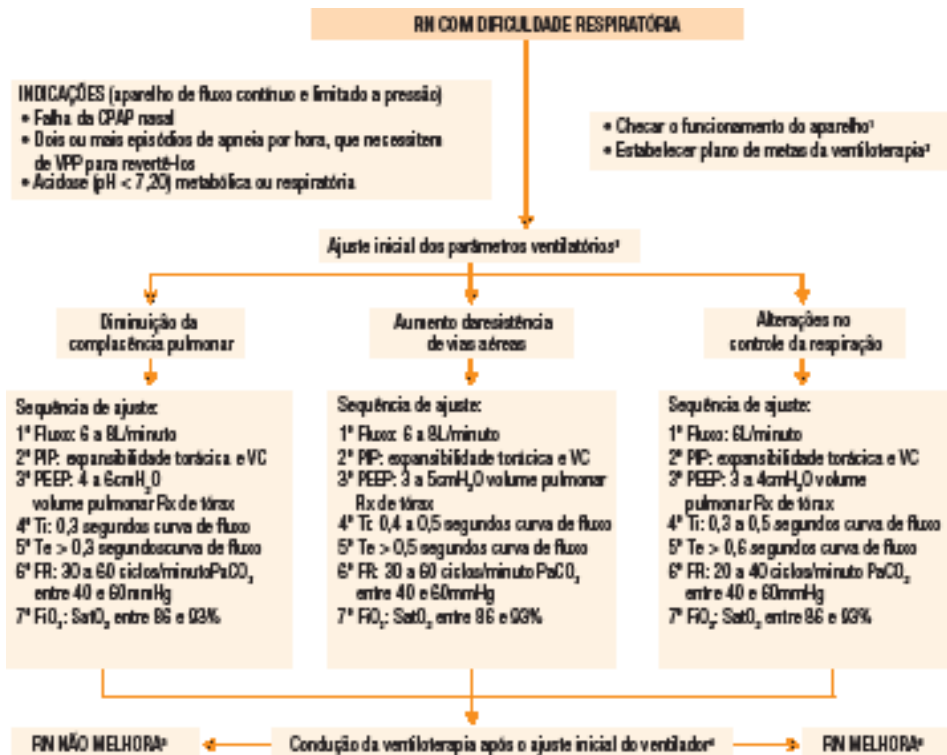 RN COM DIFICULDADE RESPIRATÓRIA
INDICAÇÕES (aparelho de fluxo contínuo e limitado a pressão)
• Falha da CPAP nasal
• Dois ou mais episódios de apneia por hora, que necessitem
de VPP para revertê-los
• Acidose (pH < 7,20) metabólica ou respiratória
• Checar o funcionamento do aparelho¹
• Estabelecer plano de metas da ventiloterapia²
Ajuste inicial dos parâmetros ventilatórios³
Diminuição da
complacência pulmonar
Sequência de ajuste:
1º Fluxo: 6 a 8L/minuto
2º PIP: expansibilidade torácica e VC
3º PEEP: 4 a 6cmH₂O
volume pulmonar Rx de tórax
4º Ti: 0,3 segundos curva de fluxo
5º Te > 0,3 segundoscurva de fluxo
6º FR: 30 a 60 ciclos/minutoPaCO₂
entre 40 e 60mmHg
7º FiO₂: SatO₂ entre 86 e 93%
Aumento daresistência
de vias aéreas
Sequência de ajuste:
1º Fluxo: 6 a 8L/minuto
2º PIP: expansibilidade torácica e VC
3º PEEP: 3 a 5cmH₂O volume pulmonar
Rx de tórax
4º Ti: 0,4 a 0,5 segundos curva de fluxo
5º Te > 0,5 segundos curva de fluxo
6º FR: 30 a 60 ciclos/minuto PaCO₂
entre 40 e 60mmHg
7º FiO₂: SatO₂ entre 86 e 93%
Alterações no
controle da respiração
Sequência de ajuste:
1º Fluxo: 6L/minuto
2º PIP: expansibilidade torácica e VC
3º PEEP: 3 a 4cmH₂O volume
pulmonar Rx de tórax
4º Ti: 0,3 a 0,5 segundos curva de fluxo
5º Te > 0,6 segundos curva de fluxo
6º FR: 20 a 40 ciclos/minuto PaCO₂
entre 40 e 60mmHg
7º FiO₂: SatO₂ entre 86 e 93%
RN NÃO MELHORA
Condução da ventiloterapia após o ajuste inicial do ventilador
RN MELHORA